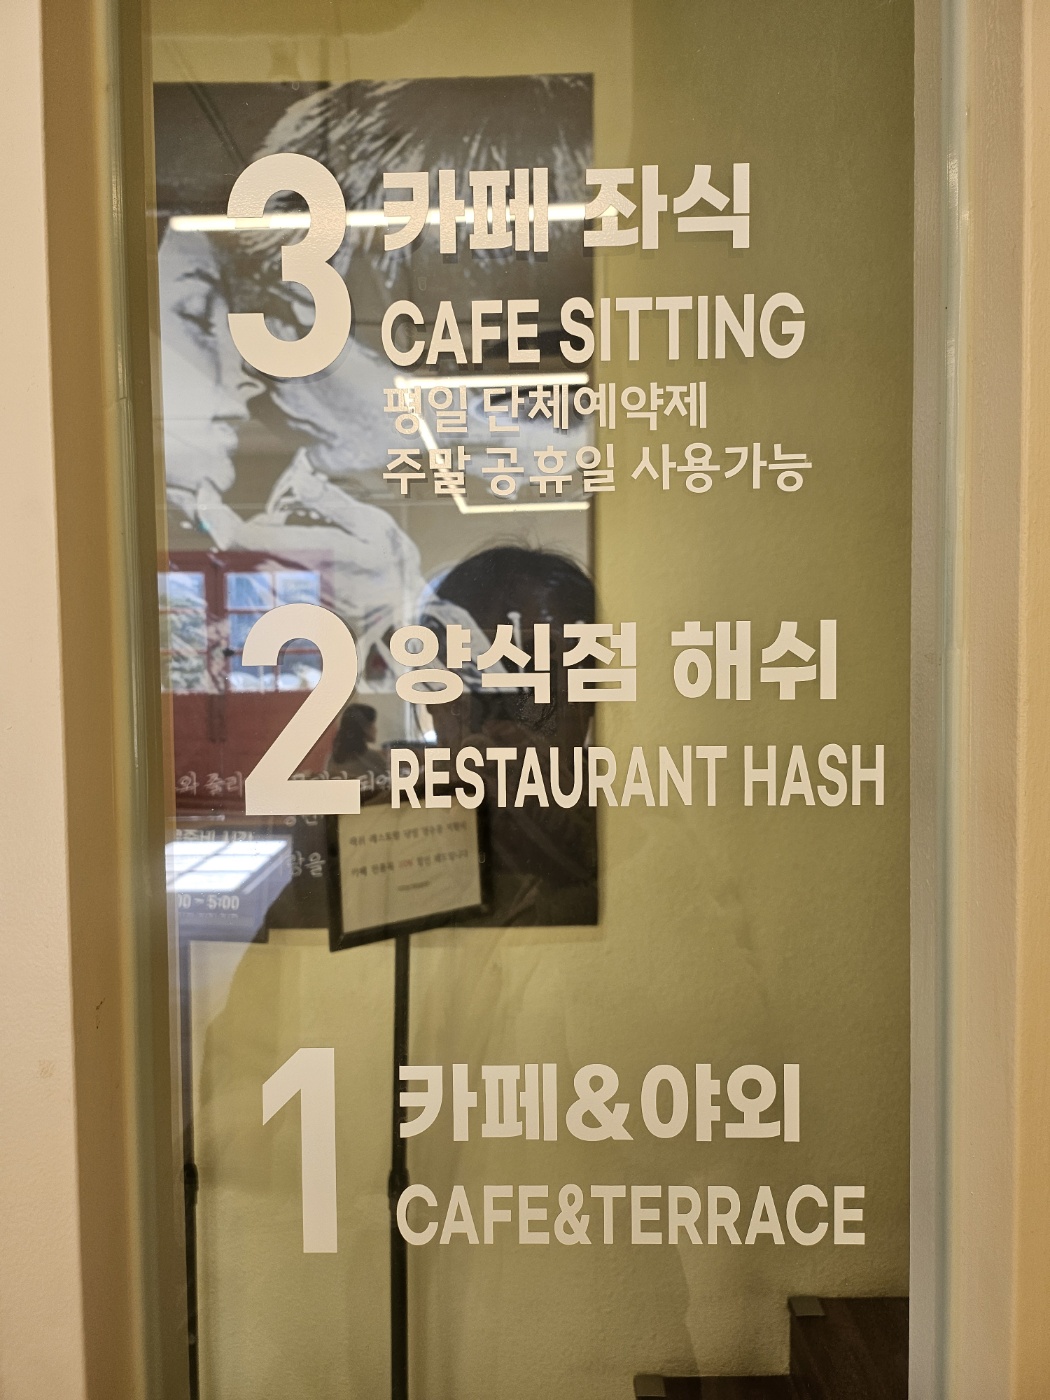 3 카페 좌식
CAFE SITTING
평일 단체예약제
주말 공휴일 사용가능
2 양식점 해쉬
RESTAURANT HASH
1 카페&야외
CAFE&TERRACE
~ 5:00